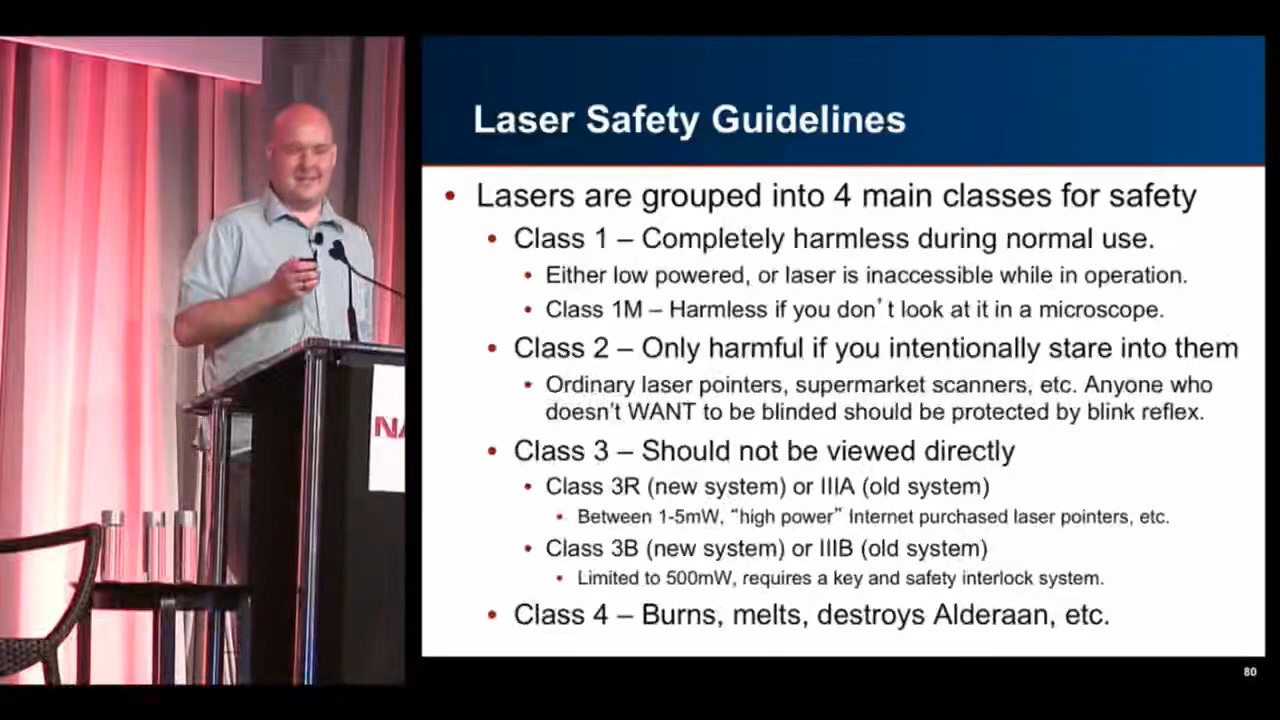 Laser Safety Guidelines
• Lasers are grouped into 4 main classes for safety
• Class 1 – Completely harmless during normal use.
• Either low powered, or laser is inaccessible while in operation.
• Class 1M – Harmless if you don't look at it in a microscope.
• Class 2 – Only harmful if you intentionally stare into them
• Ordinary laser pointers, supermarket scanners, etc. Anyone who
doesn't WANT to be blinded should be protected by blink reflex.
• Class 3 – Should not be viewed directly
• Class 3R (new system) or IIIA (old system)
• Between 1-5mW, “high power” Internet purchased laser pointers, etc.
• Class 3B (new system) or IIIB (old system)
• Limited to 500mW, requires a key and safety interlock system.
• Class 4 – Burns, melts, destroys Alderaan, etc.
80